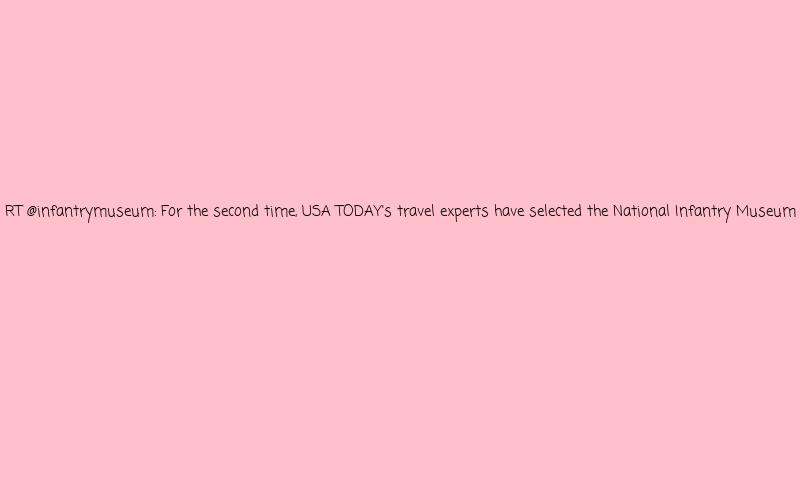 RT @infantrymuseum: For the second time, USA TODAY's travel experts have selected the National Infantry Museum